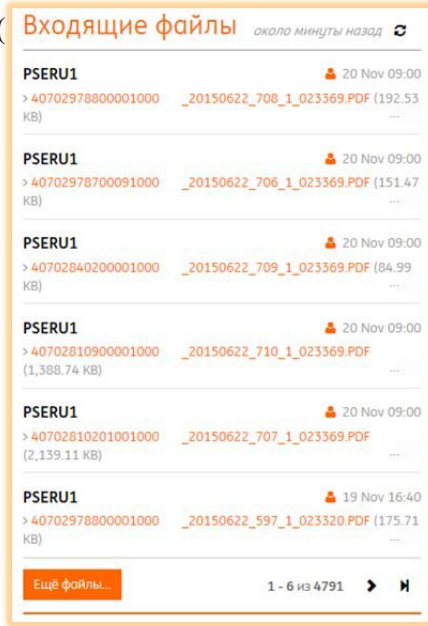 Входящие файлы около минуты назад
PSERU1 20 Nov 09:00
> 40702978800001000 _20150622_708_1_023369.PDF (192.53
KB) ...
PSERU1 20 Nov 09:00
> 40702978700091000 _20150622_706_1_023369.PDF (151.47
KB) ...
PSERU1 20 Nov 09:00
> 40702840200001000 _20150622_709_1_023369.PDF (84.99
KB) ...
PSERU1 20 Nov 09:00
> 40702810900001000 _20150622_710_1_023369.PDF
(1,388.74 KB) ...
PSERU1 20 Nov 09:00
> 40702810201001000 _20150622_707_1_023369.PDF
(2,139.11 KB) ...
PSERU1 19 Nov 16:40
> 40702978800001000 _20150622_597_1_023320.PDF (175.71
KB) ...
Ещё файлы... 1 - 6 из 4791